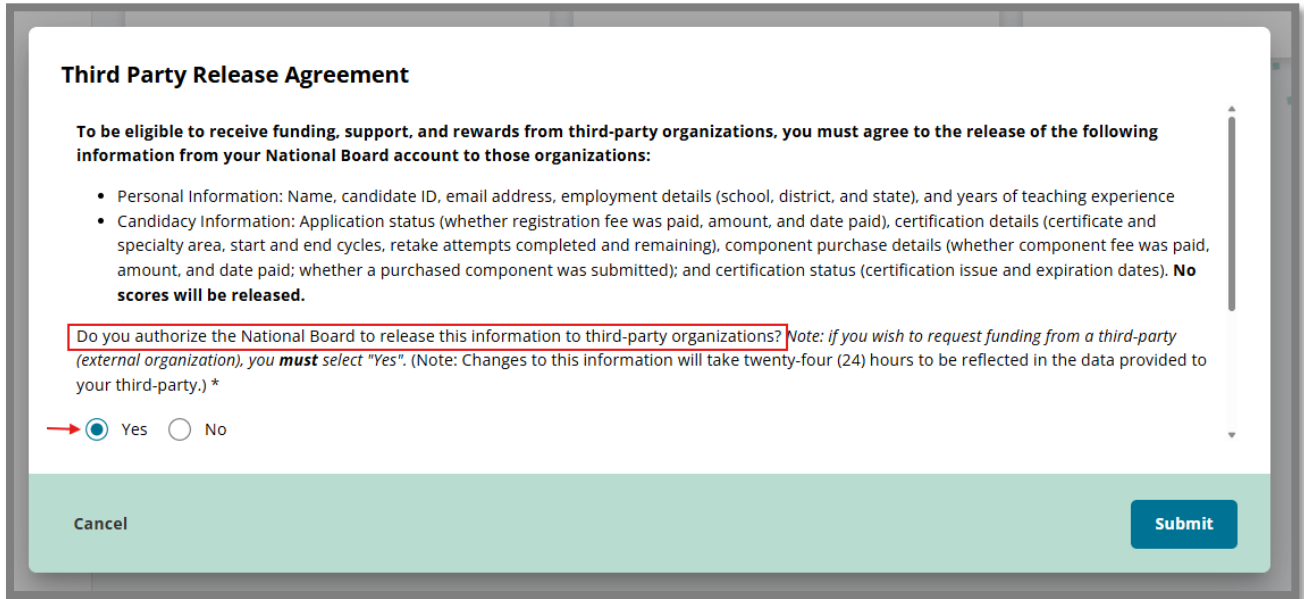 Third Party Release Agreement
To be eligible to receive funding, support, and rewards from third-party organizations, you must agree to the release of the following
information from your National Board account to those organizations:
• Personal Information: Name, candidate ID, email address, employment details (school, district, and state), and years of teaching experience
• Candidacy Information: Application status (whether registration fee was paid, amount, and date paid), certification details (certificate and
specialty area, start and end cycles, retake attempts completed and remaining), component purchase details (whether component fee was paid,
amount, and date paid; whether a purchased component was submitted); and certification status (certification issue and expiration dates). No
scores will be released.
Do you authorize the National Board to release this information to third-party organizations? Note: if you wish to request funding from a third-party
(external organization), you must select "Yes". (Note: Changes to this information will take twenty-four (24) hours to be reflected in the data provided to
your third-party.) *
Yes No
Cancel Submit